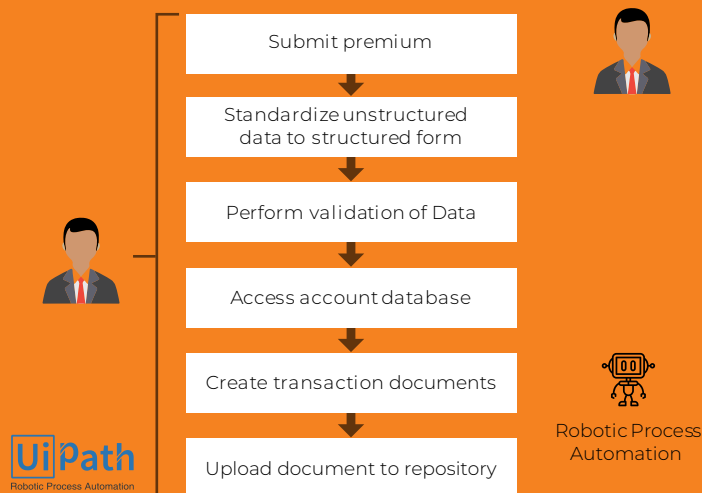 Submit premium
Standardize unstructured
data to structured form
Perform validation of Data
Access account database
Create transaction documents
Upload document to repository
Robotic Process
Automation
UiPath
Robotic Process Automation